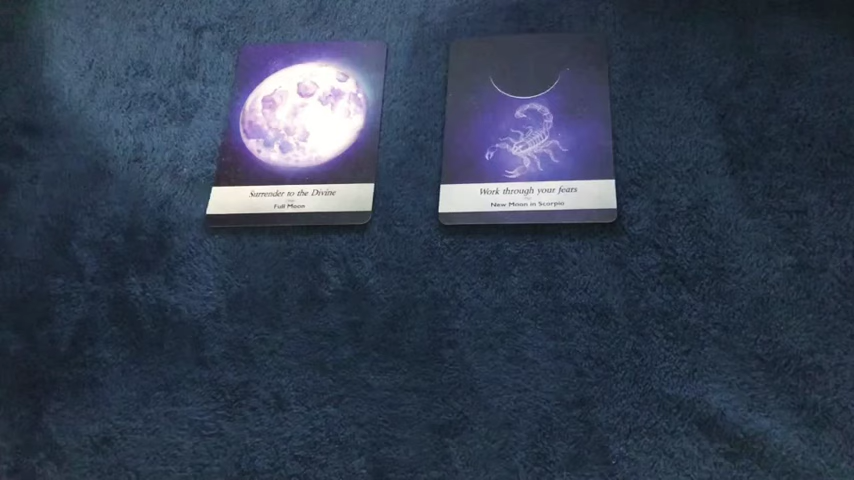 Surrender to the Divine
Full Moon
Work through your fears
New Moon in Scorpio